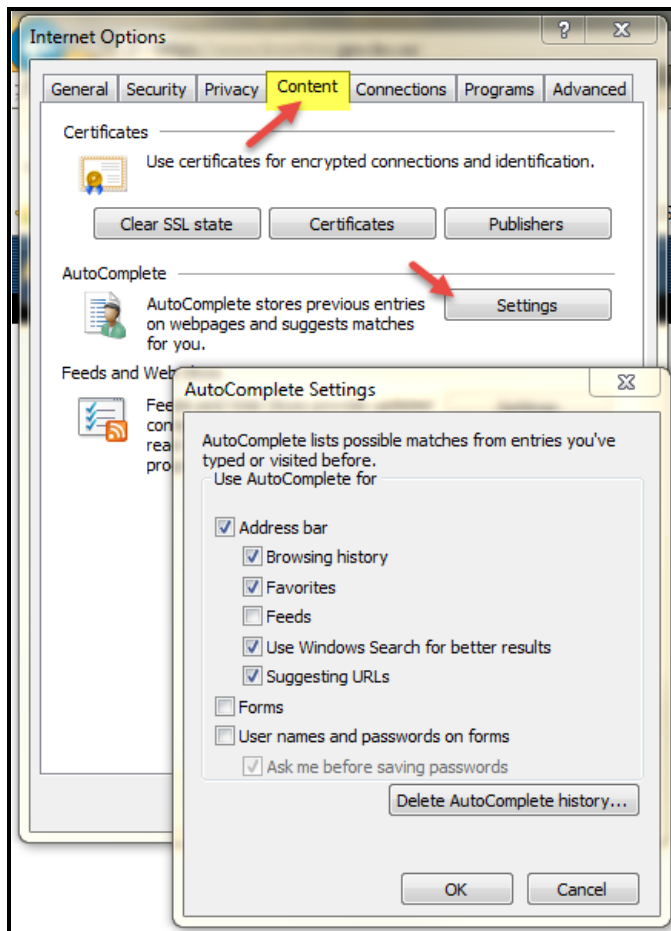 Internet Options
General Security Privacy Content Connections Programs Advanced
Certificates
Use certificates for encrypted connections and identification.
Clear SSL state Certificates Publishers
AutoComplete
AutoComplete stores previous entries
on webpages and suggests matches
for you.
Settings
Feeds and Web
Fee
con
rea
pro
AutoComplete Settings
AutoComplete lists possible matches from entries you've
typed or visited before.
Use AutoComplete for
Address bar
Browsing history
Favorites
Feeds
Use Windows Search for better results
Suggesting URLs
Forms
User names and passwords on forms
Ask me before saving passwords
Delete AutoComplete history...
OK Cancel